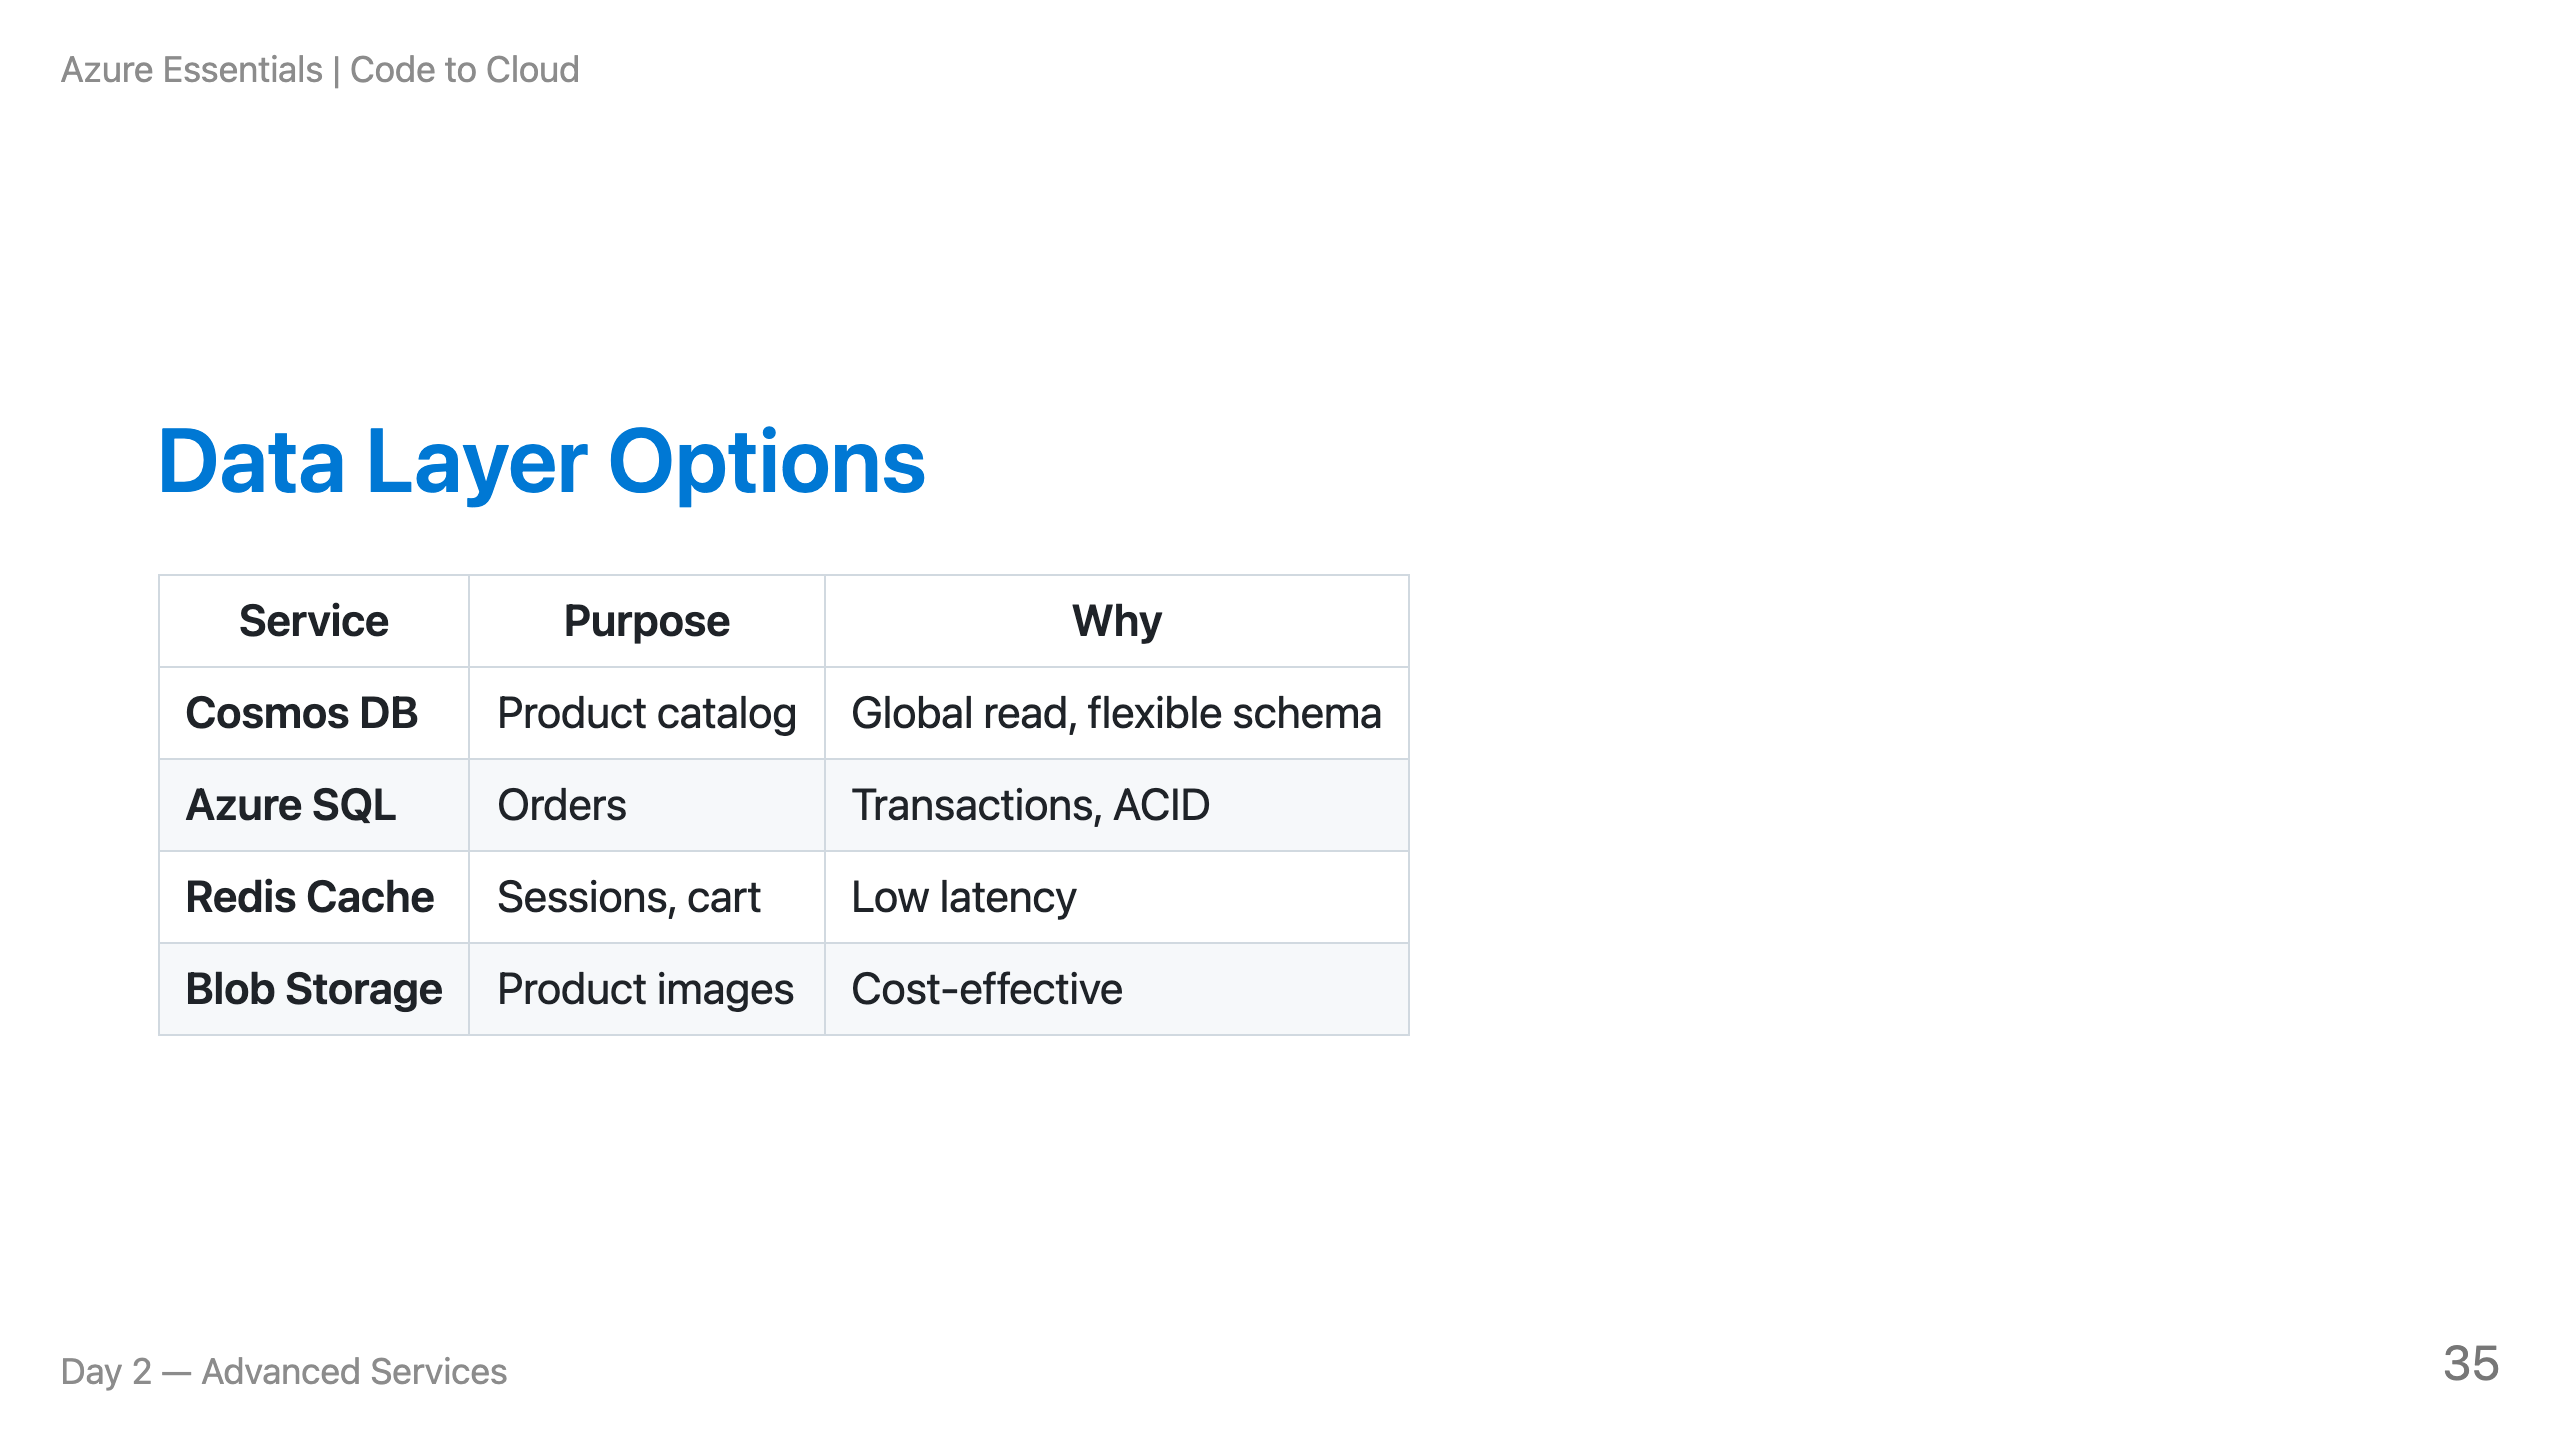 Azure Essentials | Code to Cloud
Data Layer Options
Service Purpose Why
Cosmos DB Product catalog Global read, flexible schema
Azure SQL Orders Transactions, ACID
Redis Cache Sessions, cart Low latency
Blob Storage Product images Cost-effective
Day 2 — Advanced Services
35